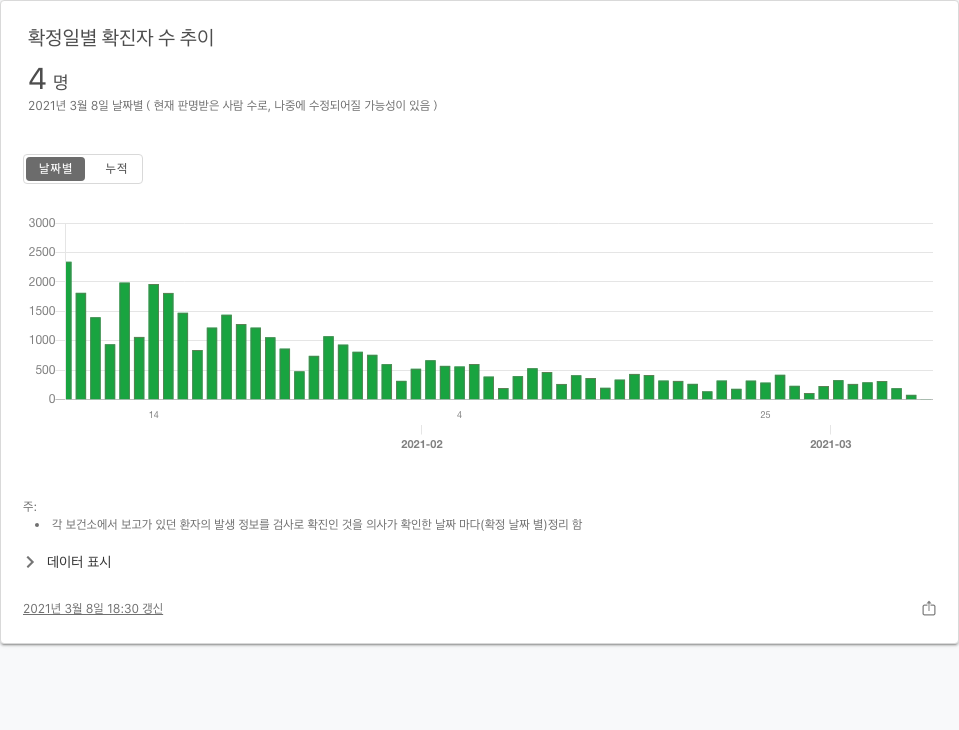 확정일별 확진자 수 추이
4 명
2021년 3월 8일 날짜별 ( 현재 판명받은 사람 수로, 나중에 수정되어질 가능성이 있음 )
날짜별 누적
3000
2500
2000
1500
1000
500
0
14 4 25
2021-02 2021-03
주:
• 각 보건소에서 보고가 있던 환자의 발생 정보를 검사로 확진인 것을 의사가 확인한 날짜 마다(확정 날짜 별)정리 함
데이터 표시
2021년 3월 8일 18:30 갱신